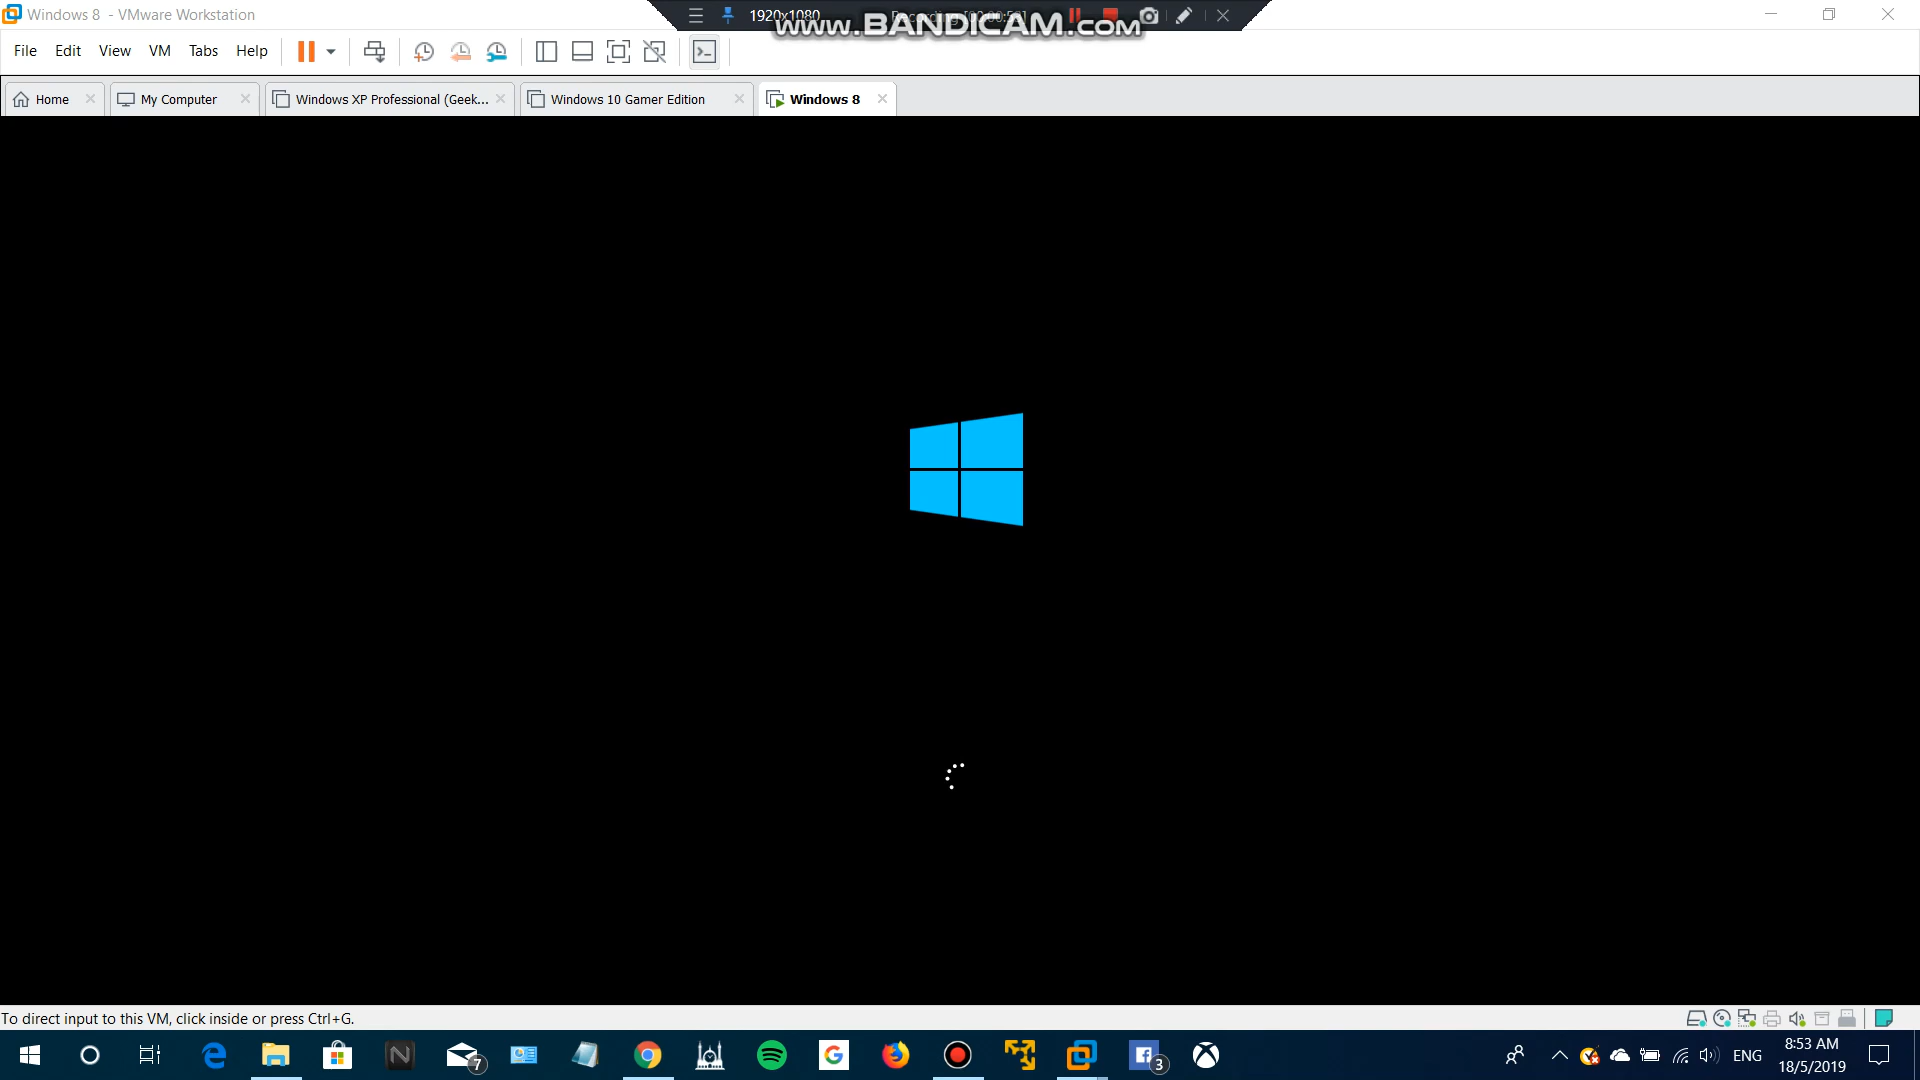 Windows 8 - VMware Workstation
1920x1080
www.BANDICAM.com
File Edit View VM Tabs Help
Home
My Computer
Windows XP Professional (Geek...
Windows 10 Gamer Edition
Windows 8
To direct input to this VM, click inside or press Ctrl+G.
7
3
ENG
8:53 AM
18/5/2019